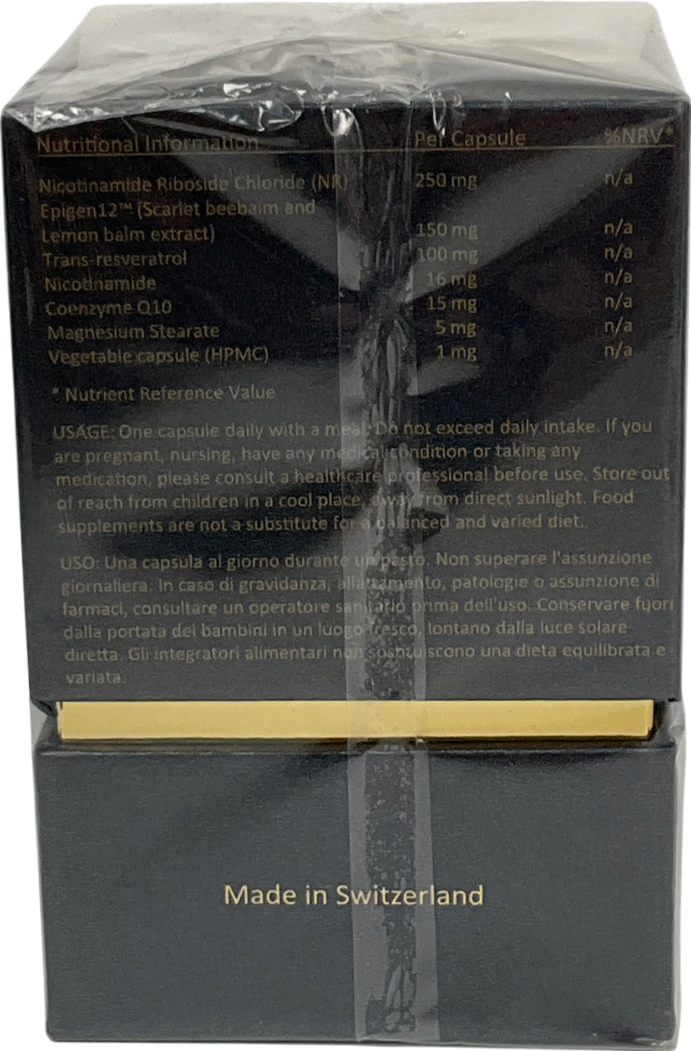 Nutritional Information Per Capsule %NRV*
Nicotinamide Riboside Chloride (NR) 250 mg n/a
Epigen12™ (Scarlet beebalm and
Lemon balm extract) 150 mg n/a
Trans-resveratrol 100 mg n/a
Nicotinamide 16 mg n/a
Coenzyme Q10 15 mg n/a
Magnesium Stearate 5 mg n/a
Vegetable capsule (HPMC) 1 mg n/a
* Nutrient Reference Value
USAGE: One capsule daily with a meal. Do not exceed daily intake. If you
are pregnant, nursing, have any medical condition or taking any
medication, please consult a healthcare professional before use. Store out
of reach from children in a cool place, away from direct sunlight. Food
supplements are not a substitute for a balanced and varied diet.
USO: Una capsula al giorno durante un pasto. Non superare l'assunzione
giornaliera. In caso di gravidanza, allattamento, patologie o assunzione di
farmaci, consultare un operatore sanitario prima dell'uso. Conservare fuori
dalla portata dei bambini in un luogo fresco, lontano dalla luce solare
diretta. Gli integratori alimentari non sostituiscono una dieta equilibrata e
variata.
Made in Switzerland